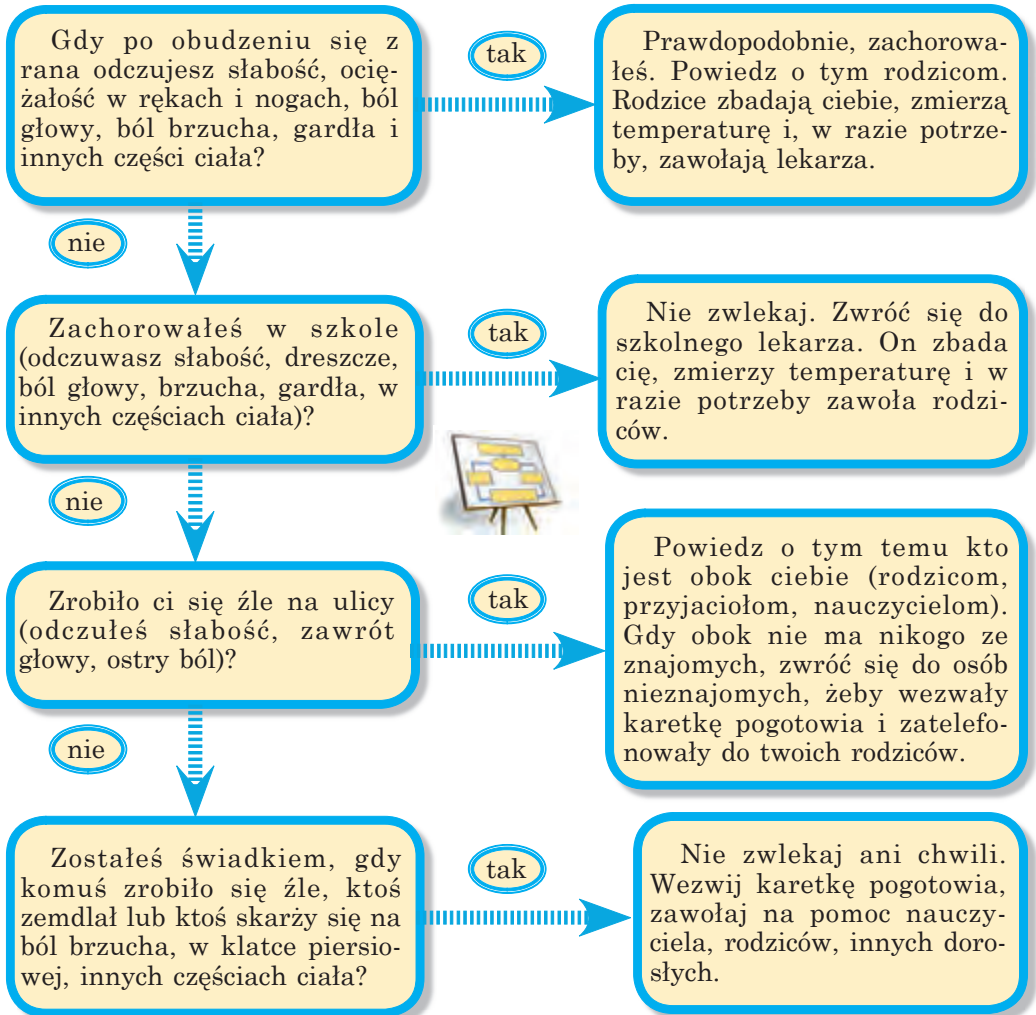 Gdy po obudzeniu się z
rana odczujesz słabość, ocię-
żałość w rękach i nogach, ból
głowy, ból brzucha, gardła i
innych części ciała?
tak
Prawdopodobnie, zachorowa-
łeś. Powiedz o tym rodzicom.
Rodzice zbadają ciebie, zmierzą
temperaturę i, w razie potrze-
by, zawołają lekarza.
nie
Zachorowałeś w szkole
(odczuwasz słabość, dreszcze,
ból głowy, brzucha, gardła, w
innych częściach ciała)?
tak
Nie zwlekaj. Zwróć się do
szkolnego lekarza. On zbada
cię, zmierzy temperaturę i w
razie potrzeby zawoła rodzi-
ców.
nie
Zrobiło ci się źle na ulicy
(odczułeś słabość, zawrót
głowy, ostry ból)?
tak
Powiedz o tym temu kto
jest obok ciebie (rodzicom,
przyjaciołom, nauczycielom).
Gdy obok nie ma nikogo ze
znajomych, zwróć się do osób
nieznajomych, żeby wezwały
karetkę pogotowia i zatelefo-
nowały do twoich rodziców.
nie
Zostałeś świadkiem, gdy
komuś zrobiło się źle, ktoś
zemdlał lub ktoś skarży się na
ból brzucha, w klatce piersio-
wej, innych częściach ciała?
tak
Nie zwlekaj ani chwili.
Wezwij karetkę pogotowia,
zawołaj na pomoc nauczy-
ciela, rodziców, innych doro-
słych.